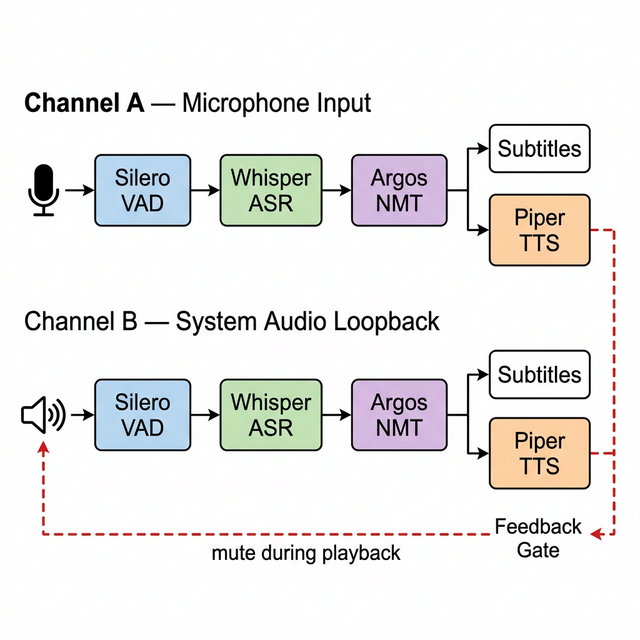 Channel A — Microphone Input
Silero
VAD
Whisper
ASR
Argos
NMT
Subtitles
Piper
TTS
Channel B — System Audio Loopback
Silero
VAD
Whisper
ASR
Argos
NMT
Subtitles
Piper
TTS
Feedback
Gate
mute during playback